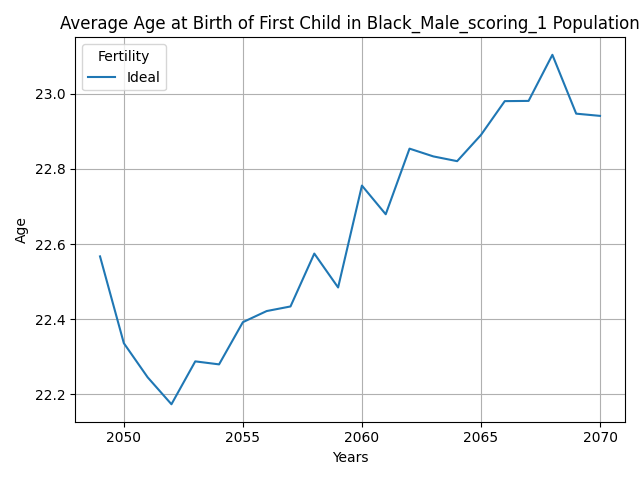 Average Age at Birth of First Child in Black_Male_scoring_1 Population
Fertility
Ideal
Age
23.0
22.8
22.6
22.4
22.2
2050 2055 2060 2065 2070
Years